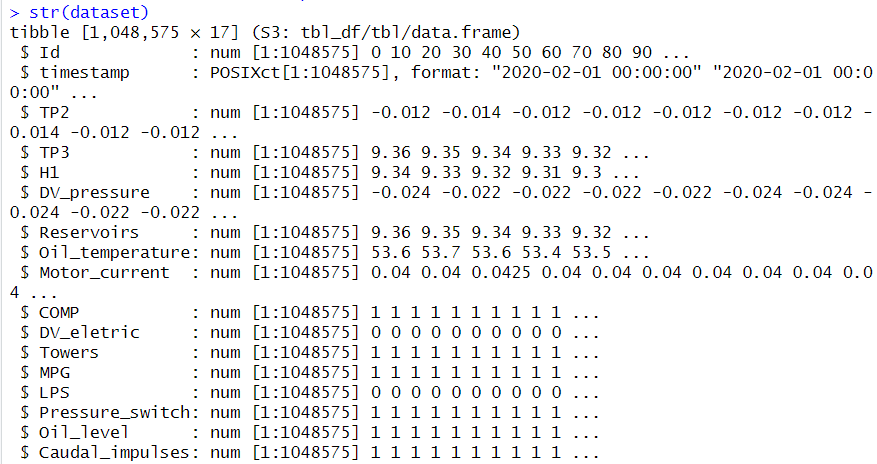 > str(dataset)
tibble [1,048,575 × 17] (S3: tbl_df/tbl/data.frame)
 $ Id             : num [1:1048575] 0 10 20 30 40 50 60 70 80 90 ...
 $ timestamp      : POSIXct[1:1048575], format: "2020-02-01 00:00:00" "2020-02-01 00:0
0:00" ...
 $ TP2            : num [1:1048575] -0.012 -0.014 -0.012 -0.012 -0.012 -0.012 -0.012 -
0.014 -0.012 -0.012 ...
 $ TP3            : num [1:1048575] 9.36 9.35 9.34 9.33 9.32 ...
 $ H1             : num [1:1048575] 9.34 9.33 9.32 9.31 9.3 ...
 $ DV_pressure    : num [1:1048575] -0.024 -0.022 -0.022 -0.022 -0.022 -0.024 -0.024 -
0.024 -0.022 -0.022 ...
 $ Reservoirs     : num [1:1048575] 9.36 9.35 9.34 9.33 9.32 ...
 $ Oil_temperature: num [1:1048575] 53.6 53.7 53.6 53.4 53.5 ...
 $ Motor_current  : num [1:1048575] 0.04 0.04 0.0425 0.04 0.04 0.04 0.04 0.04 0.04 0.0
4 ...
 $ COMP           : num [1:1048575] 1 1 1 1 1 1 1 1 1 1 ...
 $ DV_eletric     : num [1:1048575] 0 0 0 0 0 0 0 0 0 0 ...
 $ Towers         : num [1:1048575] 1 1 1 1 1 1 1 1 1 1 ...
 $ MPG            : num [1:1048575] 1 1 1 1 1 1 1 1 1 1 ...
 $ LPS            : num [1:1048575] 0 0 0 0 0 0 0 0 0 0 ...
 $ Pressure_switch: num [1:1048575] 1 1 1 1 1 1 1 1 1 1 ...
 $ Oil_level      : num [1:1048575] 1 1 1 1 1 1 1 1 1 1 ...
 $ Caudal_impulses: num [1:1048575] 1 1 1 1 1 1 1 1 1 1 ...